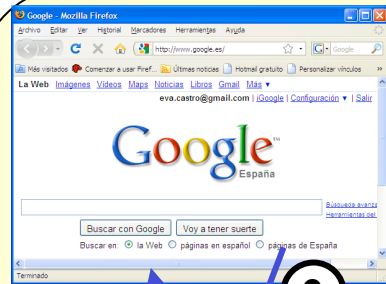 Google - Mozilla Firefox
Archivo Editar Ver Historial Marcadores Herramientas Ayuda
http://www.google.es/ G Google
Más visitados Comenzar a usar Firef... Últimas noticias Hotmail gratuito Personalizar vínculos »
La Web Imágenes Vídeos Maps Noticias Libros Gmail Más ▼
eva.castro@gmail.com | iGoogle | Configuración ▼ | Salir
Google
España
Búsqueda avanza
Herramientas del
Buscar con Google Voy a tener suerte
Buscar en: la Web páginas en español páginas de España
Terminado